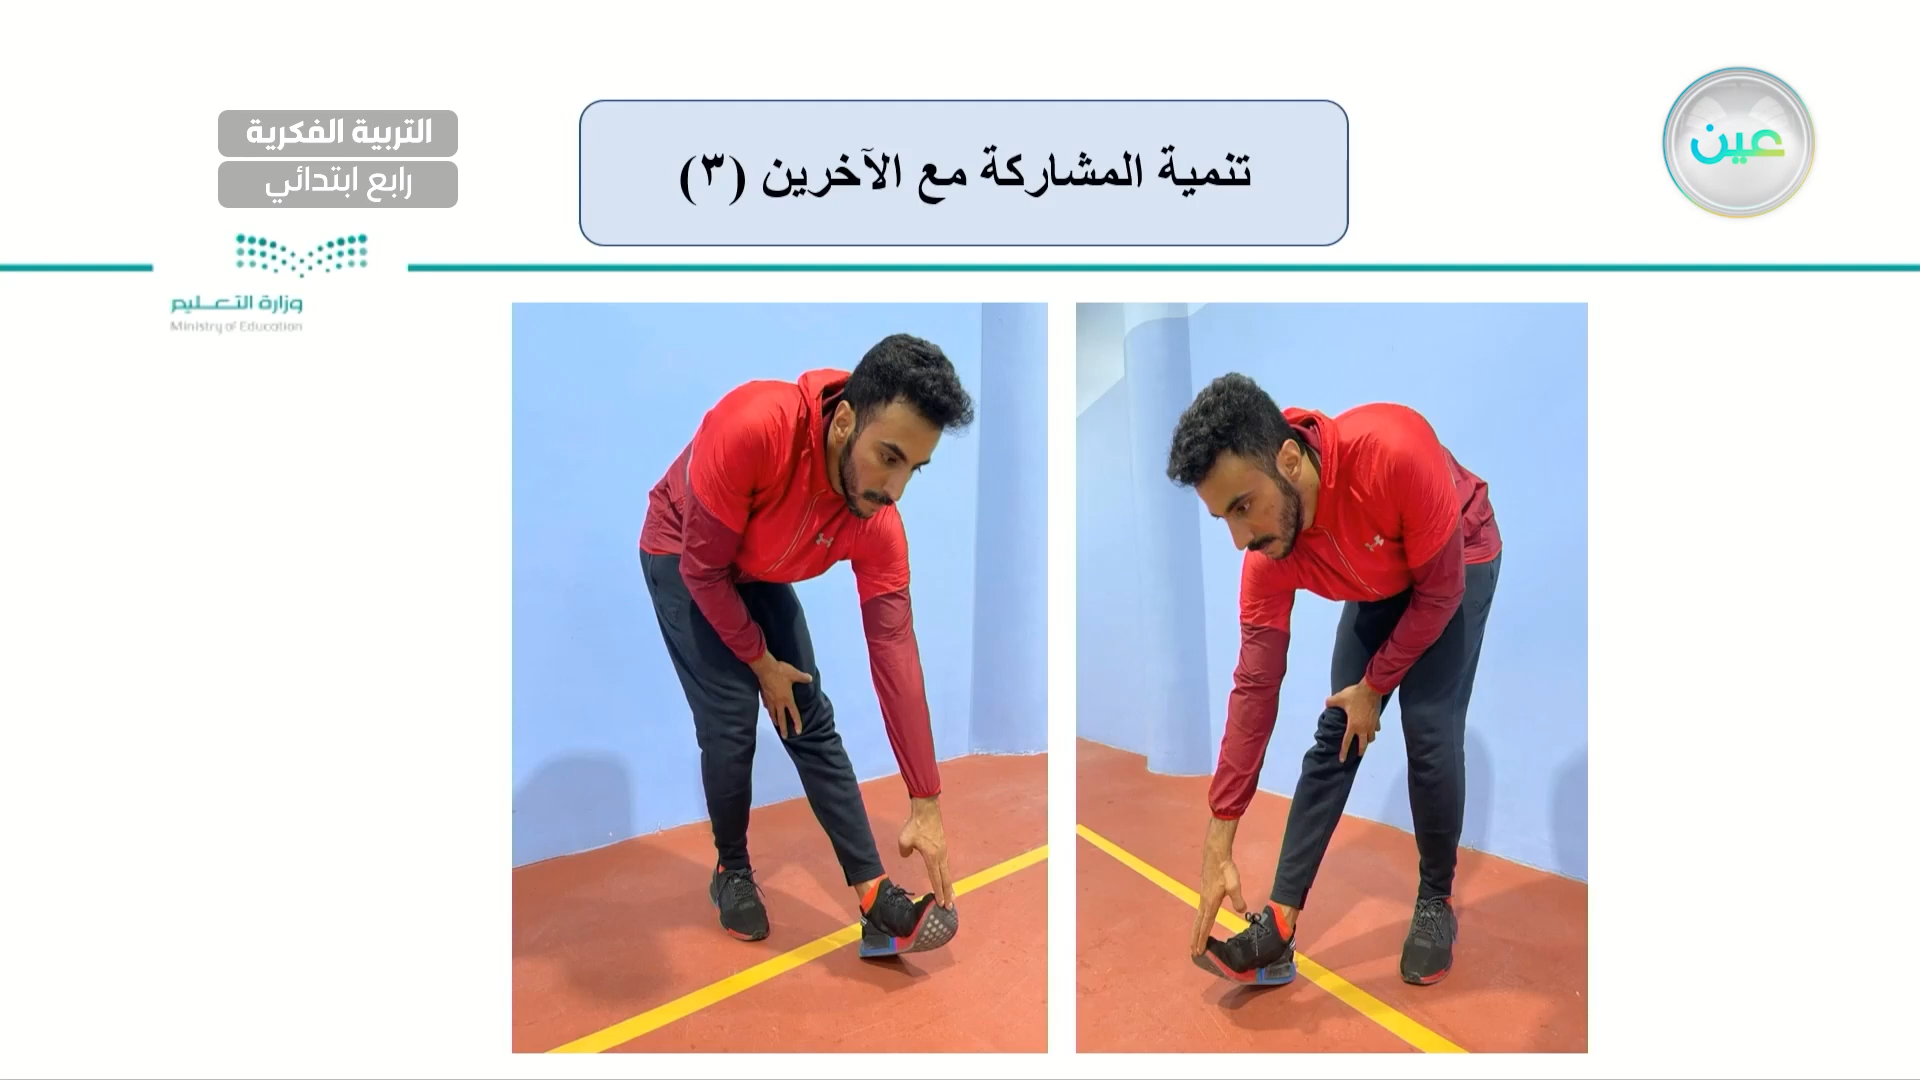 عين
تنمية المشاركة مع الآخرين (٣)
التربية الفكرية
رابع ابتدائي
وزارة التعليم
Ministry of Education